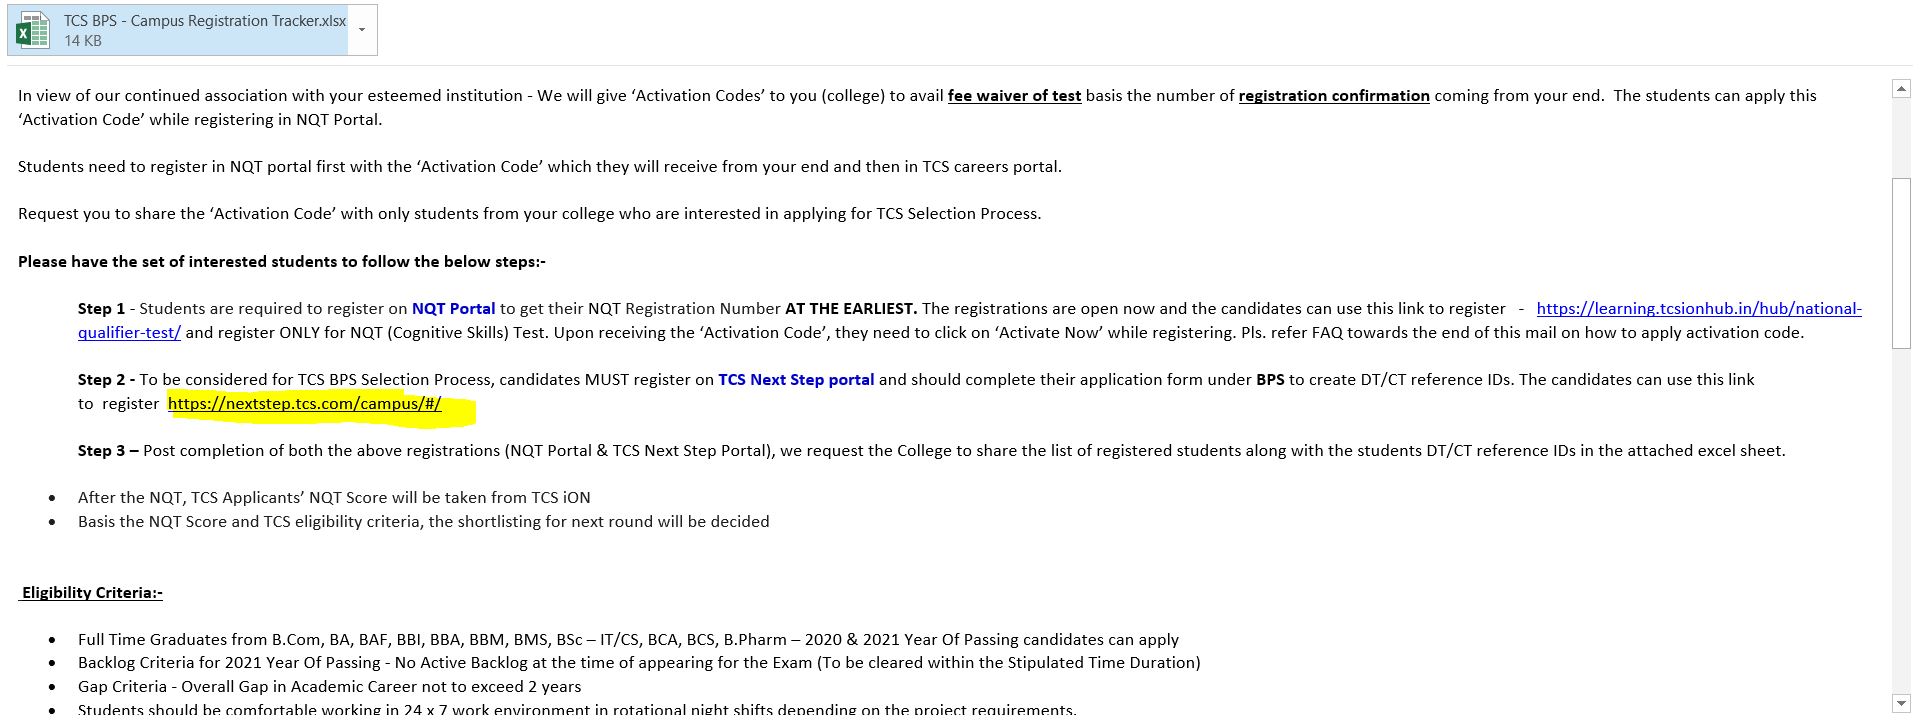 TCS BPS - Campus Registration Tracker.xlsx
14 KB
In view of our continued association with your esteemed institution - We will give ‘Activation Codes’ to you (college) to avail fee waiver of test basis the number of registration confirmation coming from your end.  The students can apply this
‘Activation Code’ while registering in NQT Portal.
Students need to register in NQT portal first with the ‘Activation Code’ which they will receive from your end and then in TCS careers portal.
Request you to share the ‘Activation Code’ with only students from your college who are interested in applying for TCS Selection Process.
Please have the set of interested students to follow the below steps:-
Step 1 - Students are required to register on NQT Portal to get their NQT Registration Number AT THE EARLIEST. The registrations are open now and the candidates can use this link to register  -  https://learning.tcsionhub.in/hub/national-
qualifier-test/ and register ONLY for NQT (Cognitive Skills) Test. Upon receiving the ‘Activation Code’, they need to click on ‘Activate Now’ while registering. Pls. refer FAQ towards the end of this mail on how to apply activation code.
Step 2 - To be considered for TCS BPS Selection Process, candidates MUST register on TCS Next Step portal and should complete their application form under BPS to create DT/CT reference IDs. The candidates can use this link
to  register  https://nextstep.tcs.com/campus/#/
Step 3 – Post completion of both the above registrations (NQT Portal & TCS Next Step Portal), we request the College to share the list of registered students along with the students DT/CT reference IDs in the attached excel sheet.
• After the NQT, TCS Applicants’ NQT Score will be taken from TCS iON
• Basis the NQT Score and TCS eligibility criteria, the shortlisting for next round will be decided
Eligibility Criteria:-
• Full Time Graduates from B.Com, BA, BAF, BBI, BBA, BBM, BMS, BSc – IT/CS, BCA, BCS, B.Pharm – 2020 & 2021 Year Of Passing candidates can apply
• Backlog Criteria for 2021 Year Of Passing - No Active Backlog at the time of appearing for the Exam (To be cleared within the Stipulated Time Duration)
• Gap Criteria - Overall Gap in Academic Career not to exceed 2 years
• Students should be comfortable working in 24 x 7 work environment in rotational night shifts depending on the project requirements.